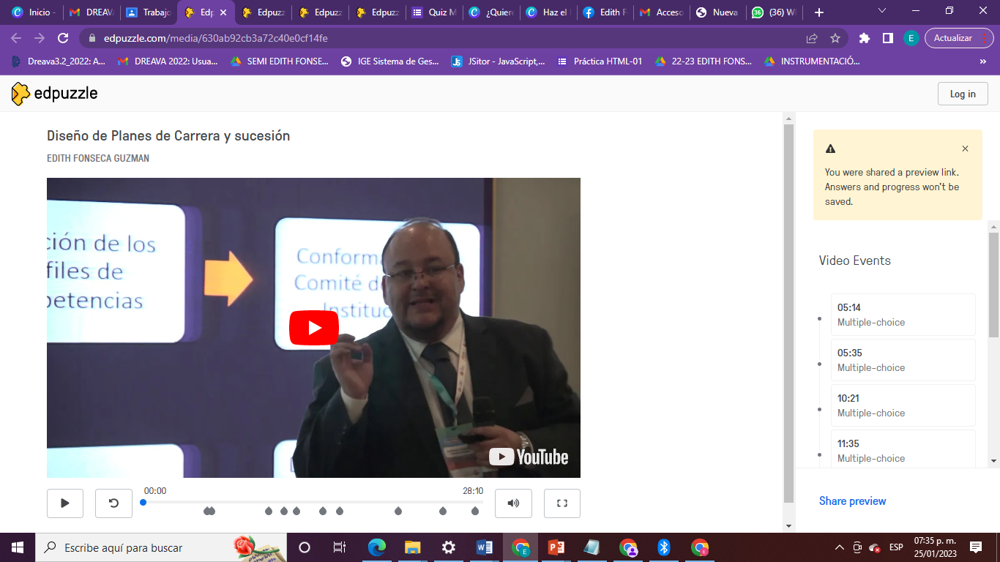 Inicio -
DREAVA
Trabajo
Edp
Edpuzz
Edpuzz
Edpuzz
Quiz M
¿Quiere
Haz el
Edith F
Acceso
Nueva
(36) W
edpuzzle.com/media/630ab92cb3a72c40e0cf14fe
E
Actualizar
Dreava3.2_2022: A...
DREAVA 2022: Usua...
SEMI EDITH FONSE...
IGE Sistema de Ges...
JSitor - JavaScript,...
Práctica HTML-01
22-23 EDITH FONS...
INSTRUMENTACIÓ...
»
edpuzzle
Log in
Diseño de Planes de Carrera y sucesión
EDITH FONSECA GUZMAN
ción de los
files de
petencias
Conforma
Comité d
Instituc
YouTube
00:00
28:10
You were shared a preview link.
Answers and progress won't be
saved.
Video Events
05:14
Multiple-choice
05:35
Multiple-choice
10:21
Multiple-choice
11:35
Multiple-choice
Share preview
Escribe aquí para buscar
ESP
07:35 p. m.
25/01/2023